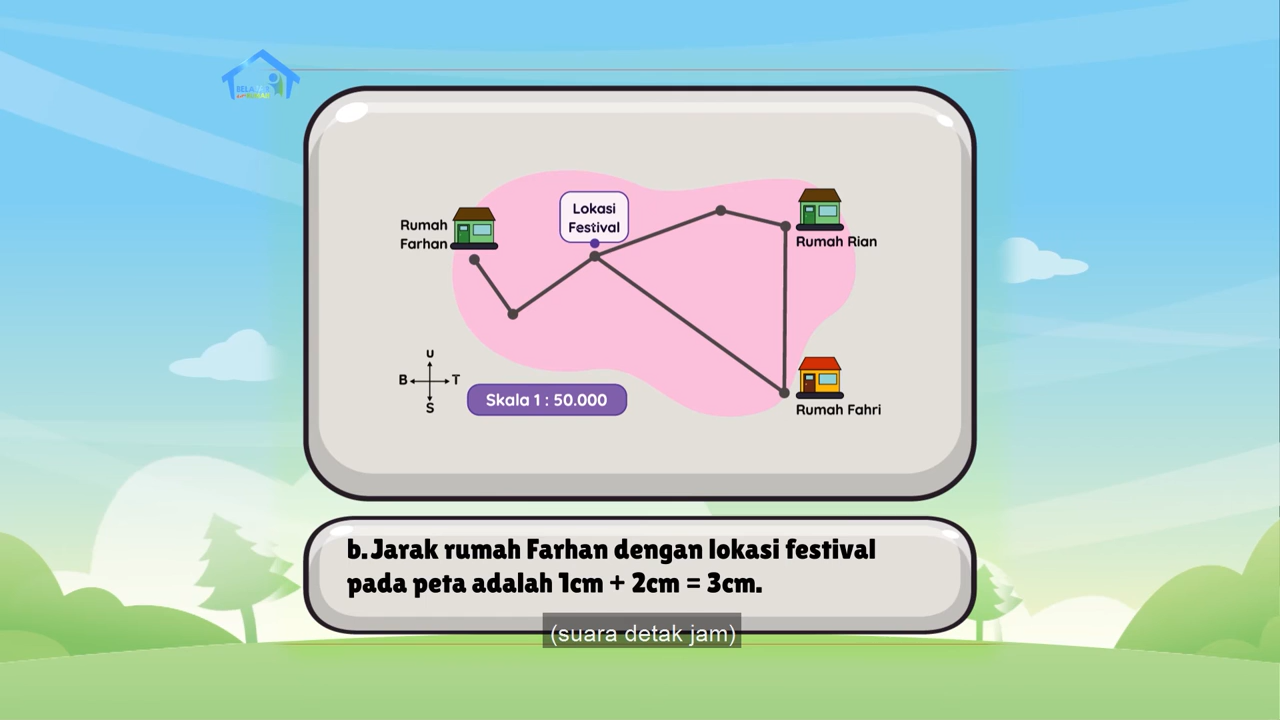 BELAJAR
Rumah
Farhan
Lokasi
Festival
Rumah Rian
U
B
T
S
Skala 1 : 50.000
Rumah Fahri
b. Jarak rumah Farhan dengan lokasi festival
pada peta adalah 1cm + 2cm = 3cm.
(suara detak jam)